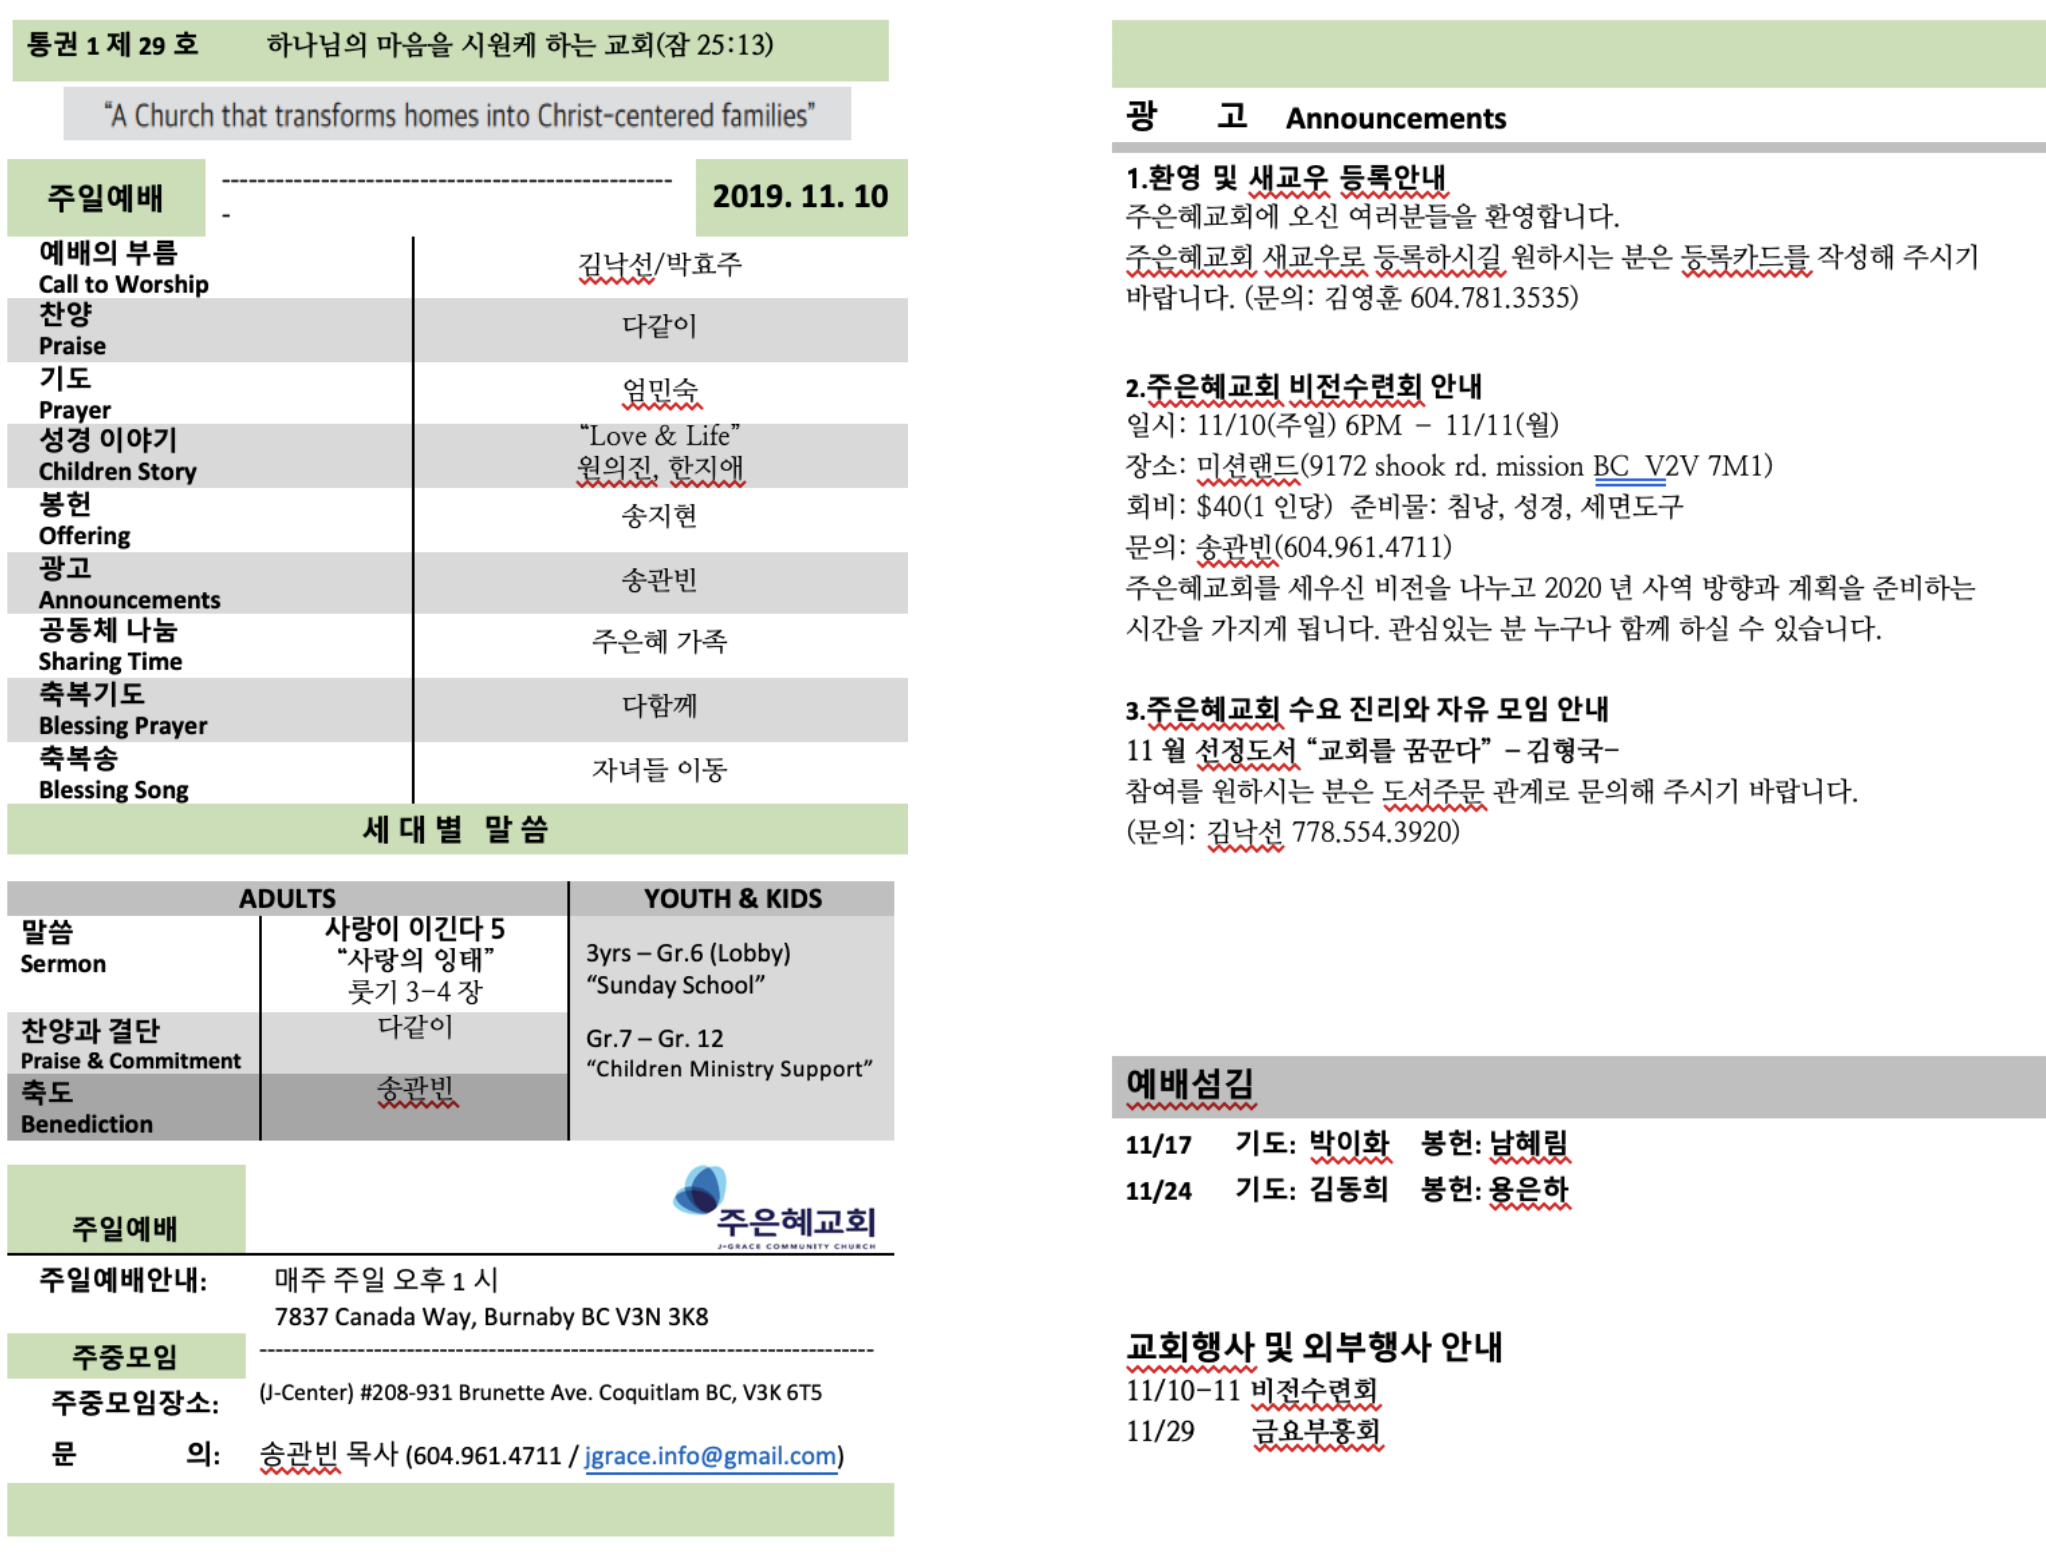 통권 1 제 29 호 하나님의 마음을 시원케 하는 교회(잠 25:13)
“A Church that transforms homes into Christ-centered families”
주일예배 --------------------------------------------------
-
2019. 11. 10
예배의 부름
Call to Worship
김낙선/박효주
찬양
Praise
다같이
기도
Prayer
엄민숙
성경 이야기
Children Story
“Love & Life”
원의진, 한지애
봉헌
Offering
송지현
광고
Announcements
송관빈
공동체 나눔
Sharing Time
주은혜 가족
축복기도
Blessing Prayer
다함께
축복송
Blessing Song
자녀들 이동
세 대 별 말 씀
ADULTS
YOUTH & KIDS
말씀
Sermon
사랑이 이긴다 5
“사랑의 잉태”
룻기 3-4 장
찬양과 결단
Praise & Commitment
다같이
축도
Benediction
송관빈
3yrs – Gr.6 (Lobby)
“Sunday School”
Gr.7 – Gr. 12
“Children Ministry Support”
주일예배
주은혜교회
J-GRACE COMMUNITY CHURCH
주일예배안내: 매주 주일 오후 1 시
7837 Canada Way, Burnaby BC V3N 3K8
주중모임 --------------------------------------------------------------------------
주중모임장소: (J-Center) #208-931 Brunette Ave. Coquitlam BC, V3K 6T5
문 의: 송관빈 목사 (604.961.4711 / jgrace.info@gmail.com)
광 고 Announcements
1.환영 및 새교우 등록안내
주은혜교회에 오신 여러분들을 환영합니다.
주은혜교회 새교우로 등록하시길 원하시는 분은 등록카드를 작성해 주시기
바랍니다. (문의: 김영훈 604.781.3535)
2.주은혜교회 비전수련회 안내
일시: 11/10(주일) 6PM – 11/11(월)
장소: 미션랜드(9172 shook rd. mission BC V2V 7M1)
회비: $40(1 인당) 준비물: 침낭, 성경, 세면도구
문의: 송관빈(604.961.4711)
주은혜교회를 세우신 비전을 나누고 2020 년 사역 방향과 계획을 준비하는
시간을 가지게 됩니다. 관심있는 분 누구나 함께 하실 수 있습니다.
3.주은혜교회 수요 진리와 자유 모임 안내
11 월 선정도서 “교회를 꿈꾼다” – 김형국-
참여를 원하시는 분은 도서주문 관계로 문의해 주시기 바랍니다.
(문의: 김낙선 778.554.3920)
예배섬김
11/17 기도: 박이화 봉헌: 남혜림
11/24 기도: 김동희 봉헌: 용은하
교회행사 및 외부행사 안내
11/10-11 비전수련회
11/29 금요부흥회